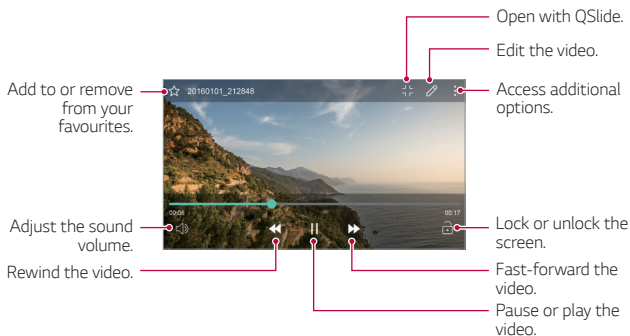 Open with QSlide.
Edit the video.
Add to or remove
from your
favourites.
20160101_212848
Access additional
options.
00:06
00:17
Adjust the sound
volume.
Lock or unlock the
screen.
Rewind the video.
Fast-forward the
video.
Pause or play the
video.